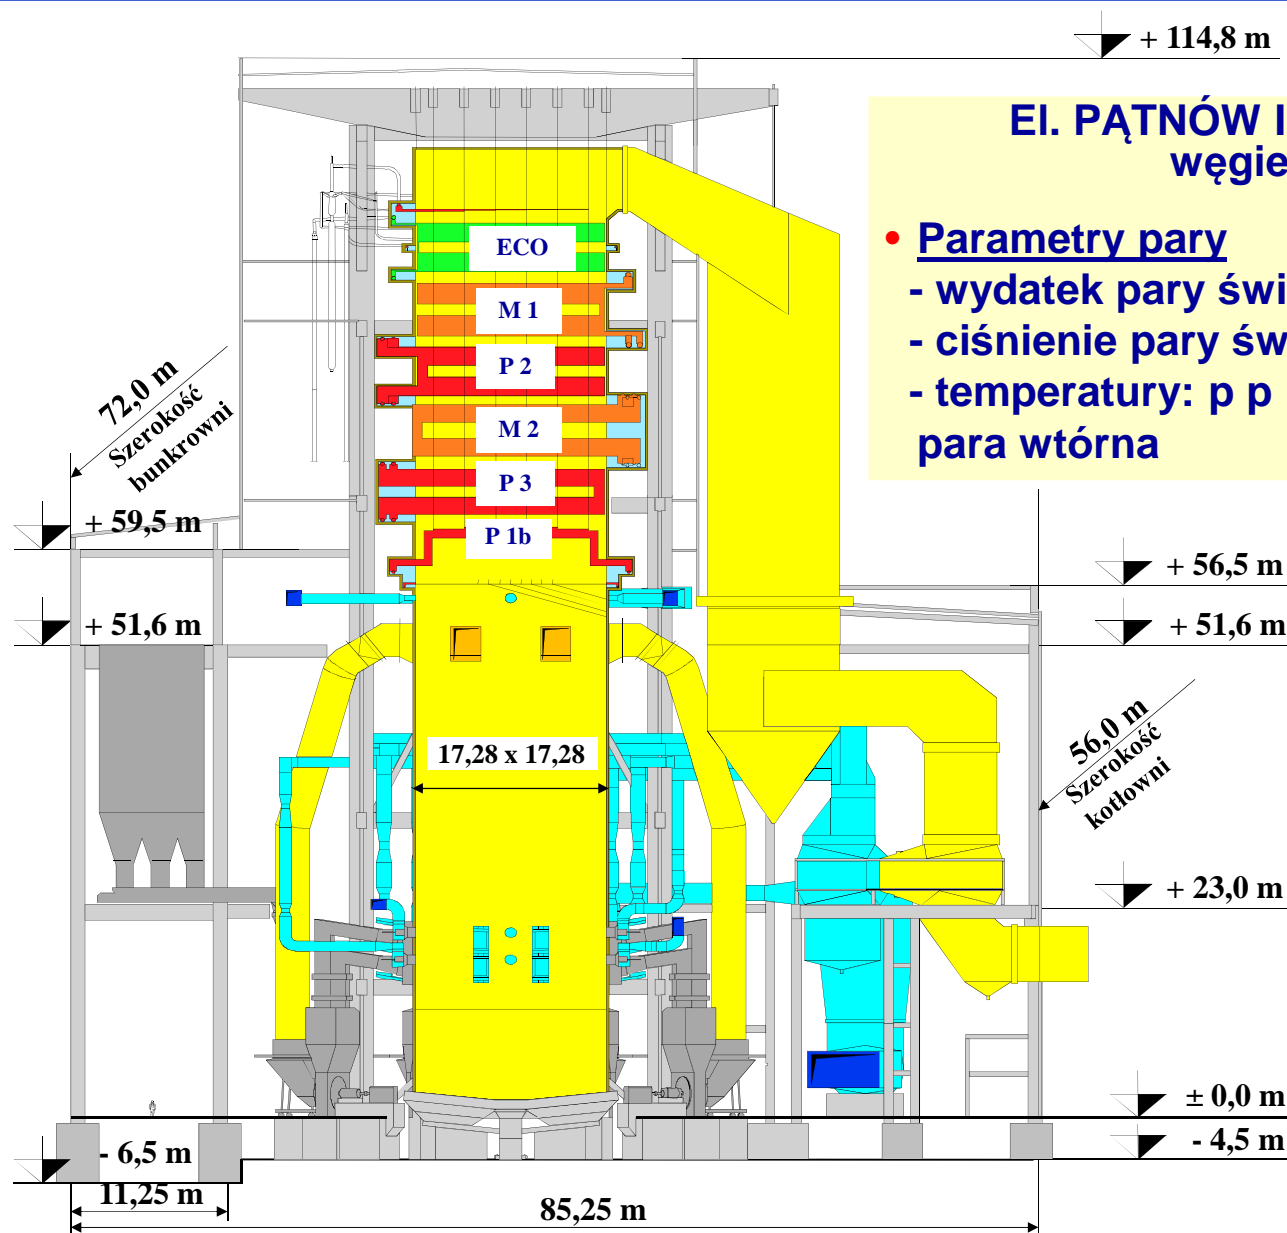 + 114,8 m
El. PĄTNÓW I
węgie
• Parametry pary
- wydatek pary świ
- ciśnienie pary św
- temperatury: p p
para wtórna
ECO
M 1
P 2
M 2
P 3
P 1b
72,0 m
Szerokość
bunkrowni
+ 59,5 m
+ 51,6 m
+ 56,5 m
+ 51,6 m
56,0 m
Szerokość
kotłowni
17,28 x 17,28
+ 23,0 m
± 0,0 m
- 4,5 m
- 6,5 m
11,25 m
85,25 m